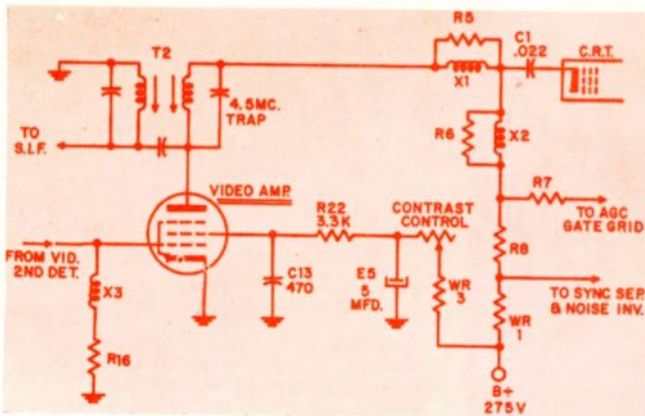 R5
T2
C1
.022
C.R.T.
X1
4.5MC.
TRAP
TO
S.I.F.
R6
X2
VIDEO AMP.
R7
R22
3.3K
CONTRAST
CONTROL
TO AGC
GATE GRID
FROM VID.
2ND DET.
R8
X3
C13
470
E5
5
MFD.
WR
3
TO SYNC SEP.
& NOISE INV.
WR
1
R16
B+
275V